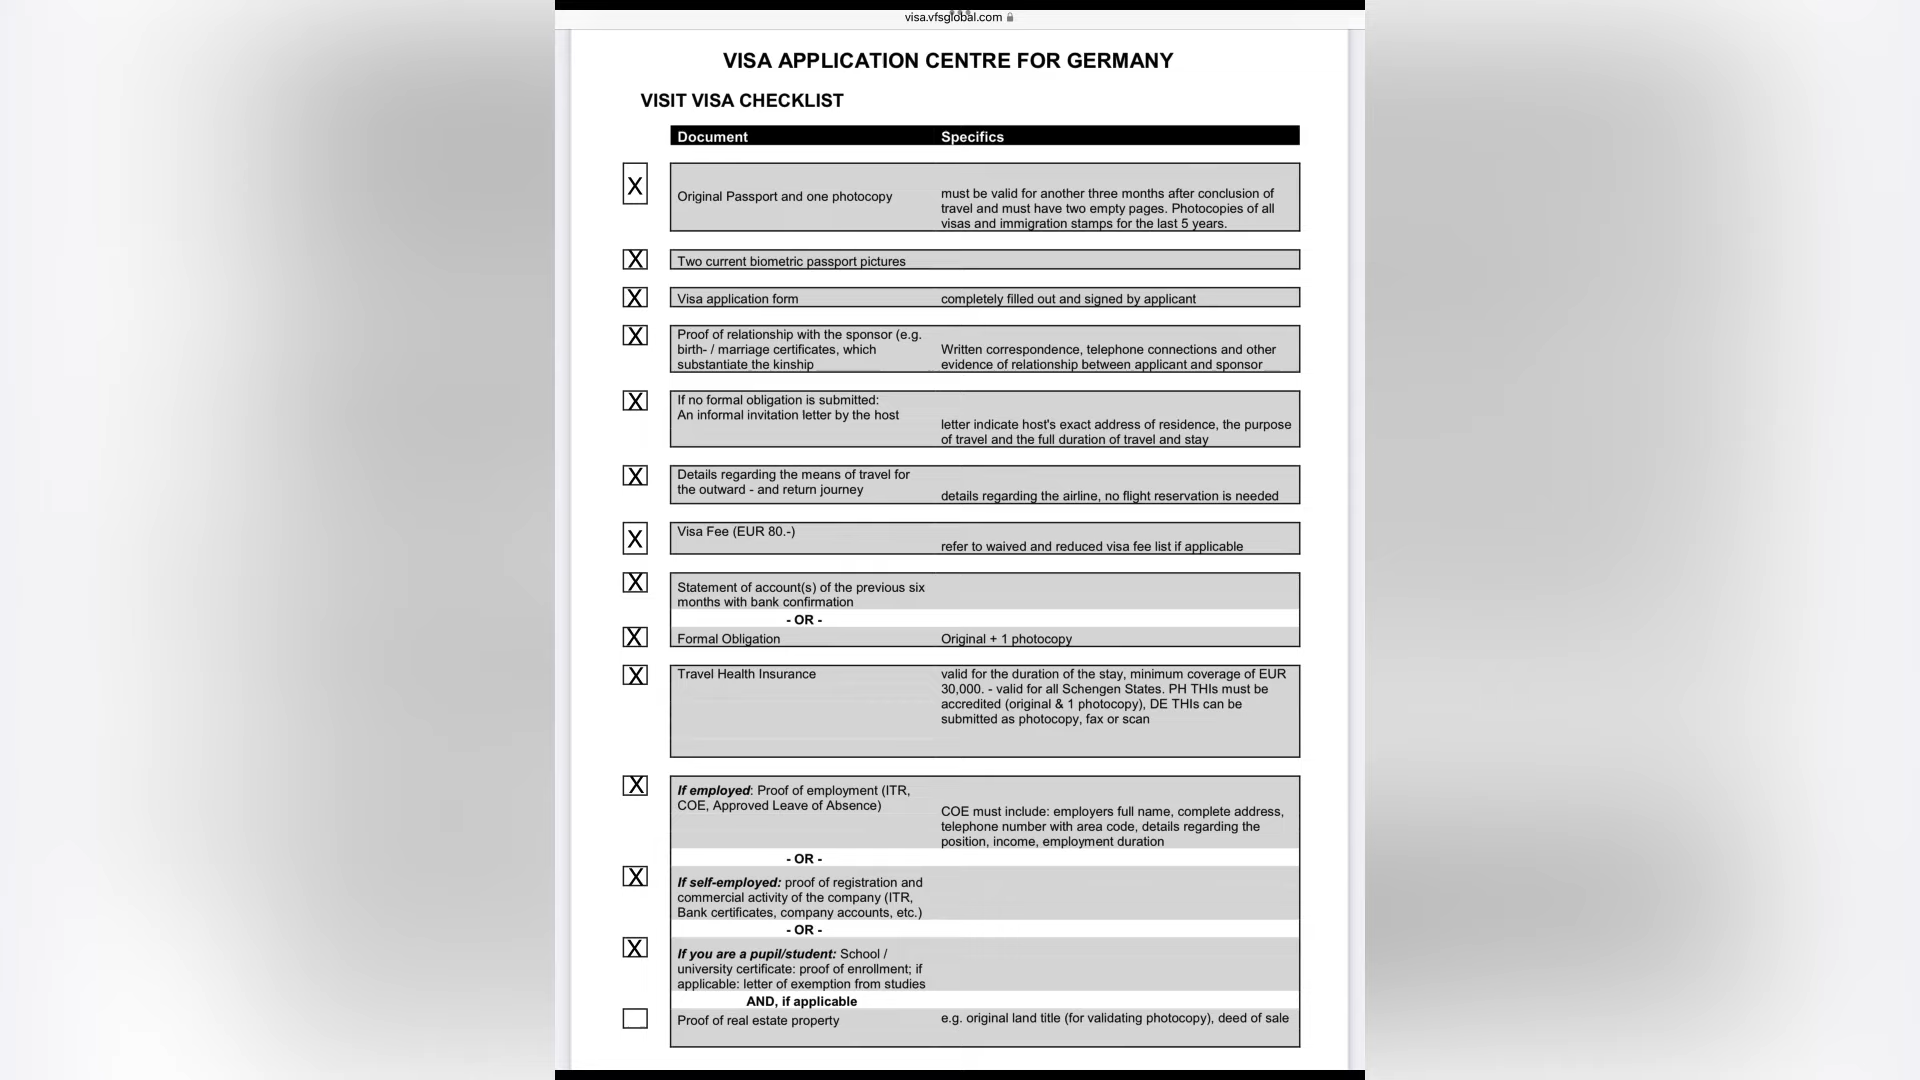 visa.vfsglobal.com
VISA APPLICATION CENTRE FOR GERMANY
VISIT VISA CHECKLIST
Document Specifics
X
Original Passport and one photocopy
must be valid for another three months after conclusion of
travel and must have two empty pages. Photocopies of all
visas and immigration stamps for the last 5 years.
X
Two current biometric passport pictures
X
Visa application form completely filled out and signed by applicant
X
Proof of relationship with the sponsor (e.g.
birth- / marriage certificates, which
substantiate the kinship
Written correspondence, telephone connections and other
evidence of relationship between applicant and sponsor
X
If no formal obligation is submitted:
An informal invitation letter by the host
letter indicate host's exact address of residence, the purpose
of travel and the full duration of travel and stay
X
Details regarding the means of travel for
the outward - and return journey
details regarding the airline, no flight reservation is needed
X
Visa Fee (EUR 80.-)
refer to waived and reduced visa fee list if applicable
X
Statement of account(s) of the previous six
months with bank confirmation
- OR -
X
Formal Obligation Original + 1 photocopy
X
Travel Health Insurance
valid for the duration of the stay, minimum coverage of EUR
30,000. - valid for all Schengen States. PH THIs must be
accredited (original & 1 photocopy), DE THIs can be
submitted as photocopy, fax or scan
X
If employed: Proof of employment (ITR,
COE, Approved Leave of Absence)
COE must include: employers full name, complete address,
telephone number with area code, details regarding the
position, income, employment duration
- OR -
X
If self-employed: proof of registration and
commercial activity of the company (ITR,
Bank certificates, company accounts, etc.)
- OR -
X
If you are a pupil/student: School /
university certificate: proof of enrollment; if
applicable: letter of exemption from studies
AND, if applicable
Proof of real estate property
e.g. original land title (for validating photocopy), deed of sale